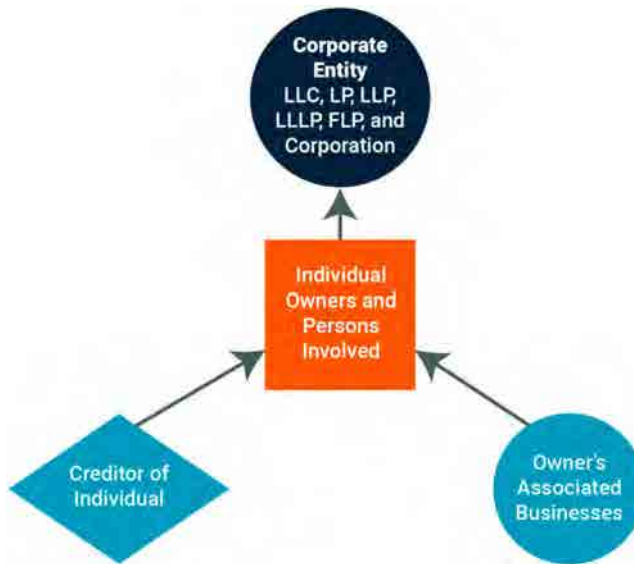 Corporate
Entity
LLC, LP, LLP,
LLLP, FLP, and
Corporation
Individual
Owners and
Persons
Involved
Creditor of
Individual
Owner's
Associated
Businesses